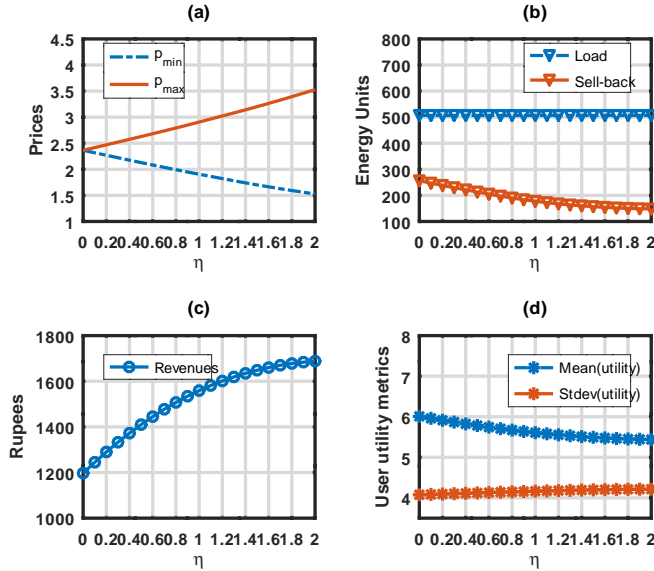 (a)
4.5
4
3.5
3
2.5
2
1.5
1
Prices
p_min
p_max
0 0.20.40.60.8 1 1.21.41.61.8 2
η
(b)
800
700
600
500
400
300
200
100
Energy Units
Load
Sell-back
0 0.20.40.60.8 1 1.21.41.61.8 2
η
(c)
1800
1600
1400
1200
1000
Rupees
Revenues
0 0.20.40.60.8 1 1.21.41.61.8 2
η
(d)
8
7
6
5
4
User utility metrics
Mean(utility)
Stdev(utility)
0 0.20.40.60.8 1 1.21.41.61.8 2
η